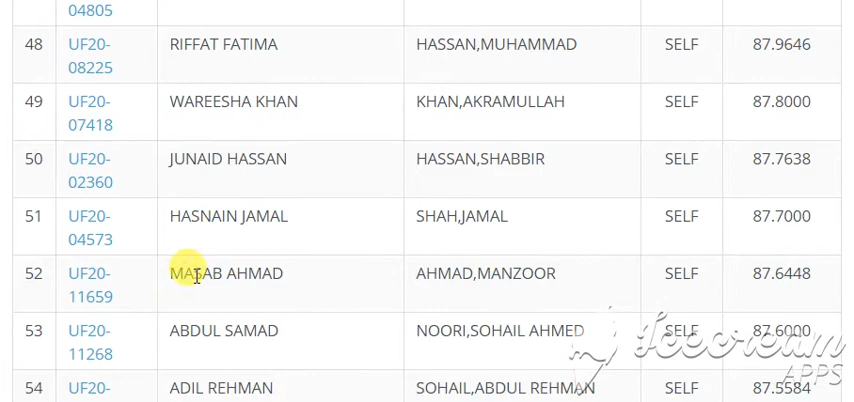 04805
48 UF20- RIFFAT FATIMA HASSAN,MUHAMMAD SELF 87.9646
08225
49 UF20- WAREESHA KHAN KHAN,AKRAMULLAH SELF 87.8000
07418
50 UF20- JUNAID HASSAN HASSAN,SHABBIR SELF 87.7638
02360
51 UF20- HASNAIN JAMAL SHAH,JAMAL SELF 87.7000
04573
52 UF20- MASAB AHMAD AHMAD,MANZOOR SELF 87.6448
11659
53 UF20- ABDUL SAMAD NOORI,SOHAIL AHMED SELF 87.6000
11268
Icecream
APPS
54 UF20- ADIL REHMAN SOHAIL,ABDUL REHMAN SELF 87.5584